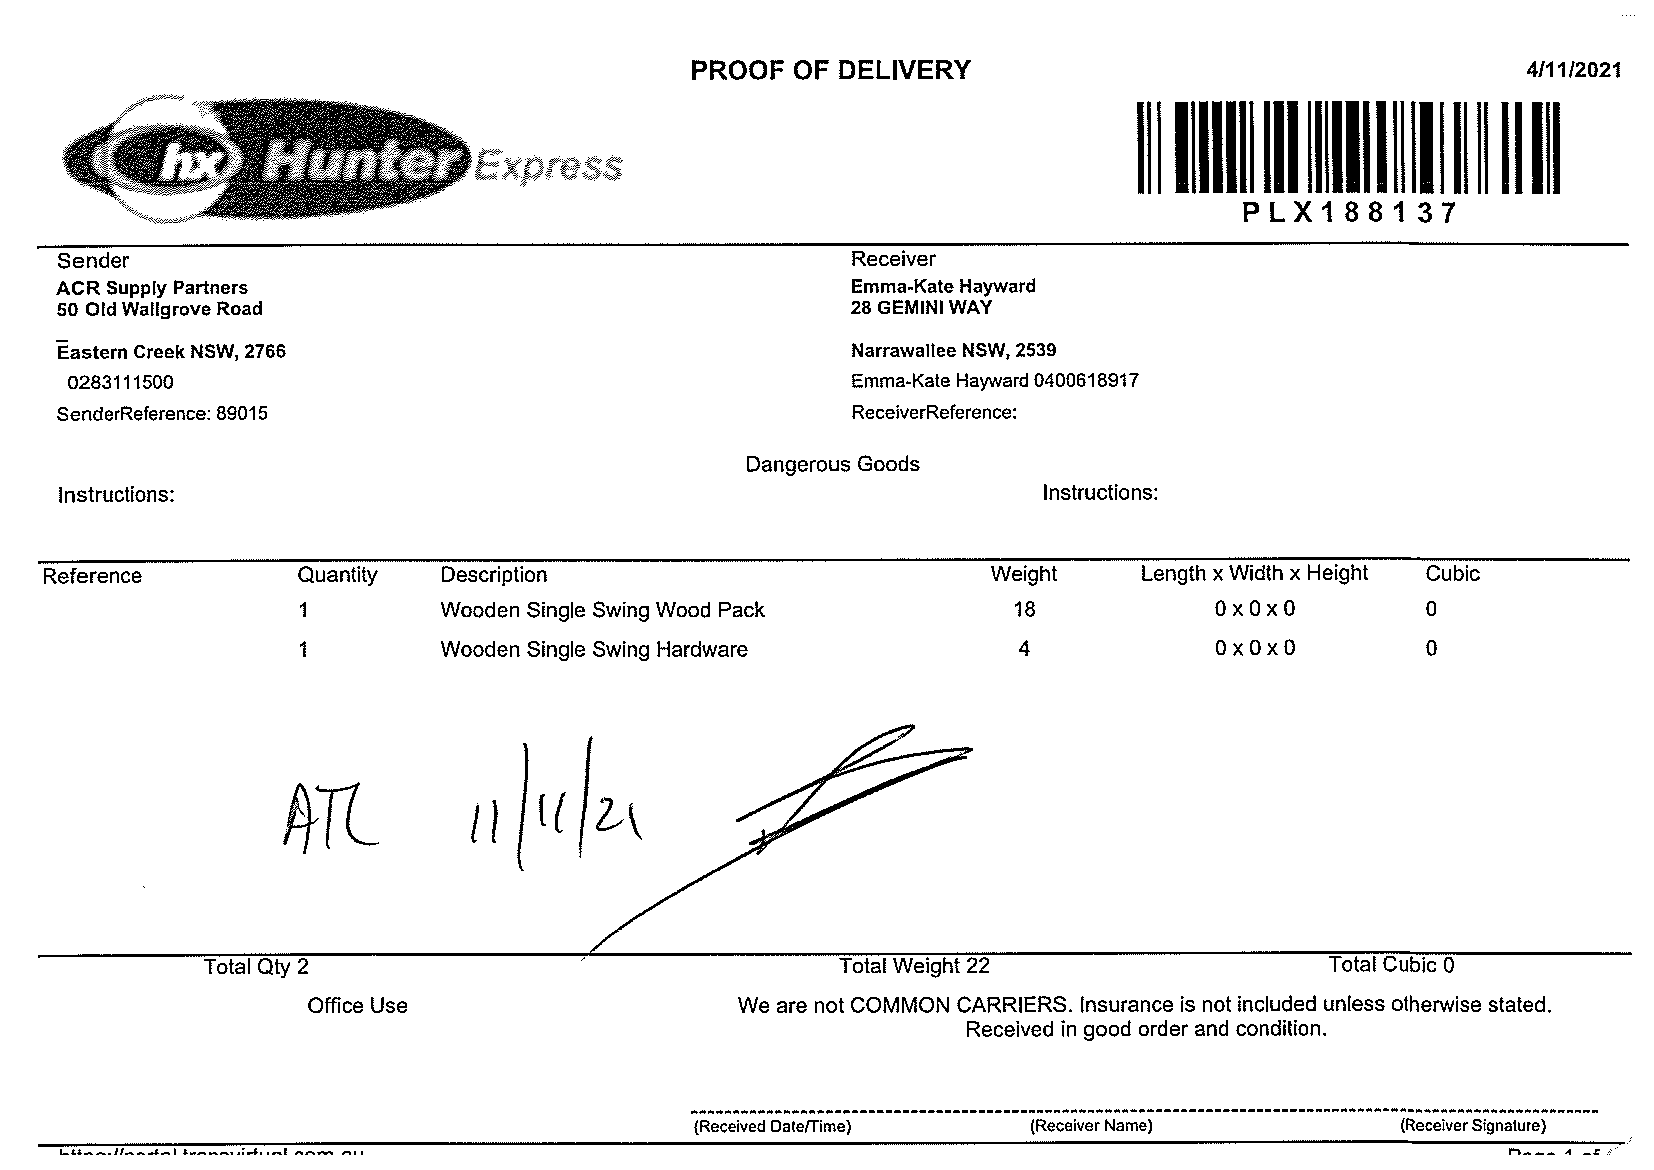 PROOF OF DELIVERY
4/11/2021
hx Hunter Express
PLX188137
Sender
ACR Supply Partners
50 Old Wallgrove Road
Eastern Creek NSW, 2766
0283111500
SenderReference: 89015
Receiver
Emma-Kate Hayward
28 GEMINI WAY
Narrawallee NSW, 2539
Emma-Kate Hayward 0400618917
ReceiverReference:
Dangerous Goods
Instructions:
Instructions:
Reference Quantity Description Weight Length x Width x Height Cubic
1 Wooden Single Swing Wood Pack 18 0 x 0 x 0 0
1 Wooden Single Swing Hardware 4 0 x 0 x 0 0
ATL 11/11/21
Total Qty 2 Total Weight 22 Total Cubic 0
Office Use
We are not COMMON CARRIERS. Insurance is not included unless otherwise stated.
Received in good order and condition.
(Received Date/Time) (Receiver Name) (Receiver Signature)
https://portal.transvirtual.com.au
Page 1 of